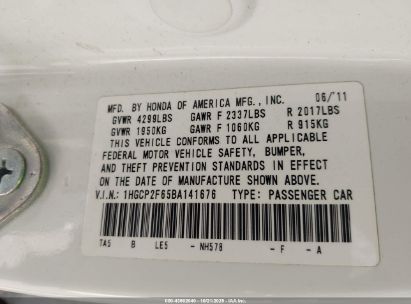 MFD. BY HONDA OF AMERICA MFG., INC. 06/'11
GVWR 4299LBS GAWR F 2337LBS R 2017LBS
GVWR 1950KG GAWR F 1060KG R 915KG
THIS VEHICLE CONFORMS TO ALL APPLICABLE
FEDERAL MOTOR VEHICLE SAFETY, BUMPER,
AND THEFT PREVENTION STANDARDS IN EFFECT
ON THE DATE OF MANUFACTURE SHOWN ABOVE.
V.I.N.: 1HGCP2F65BA141676 TYPE: PASSENGER CAR
TA5 B LE5 - NH578 - F - A